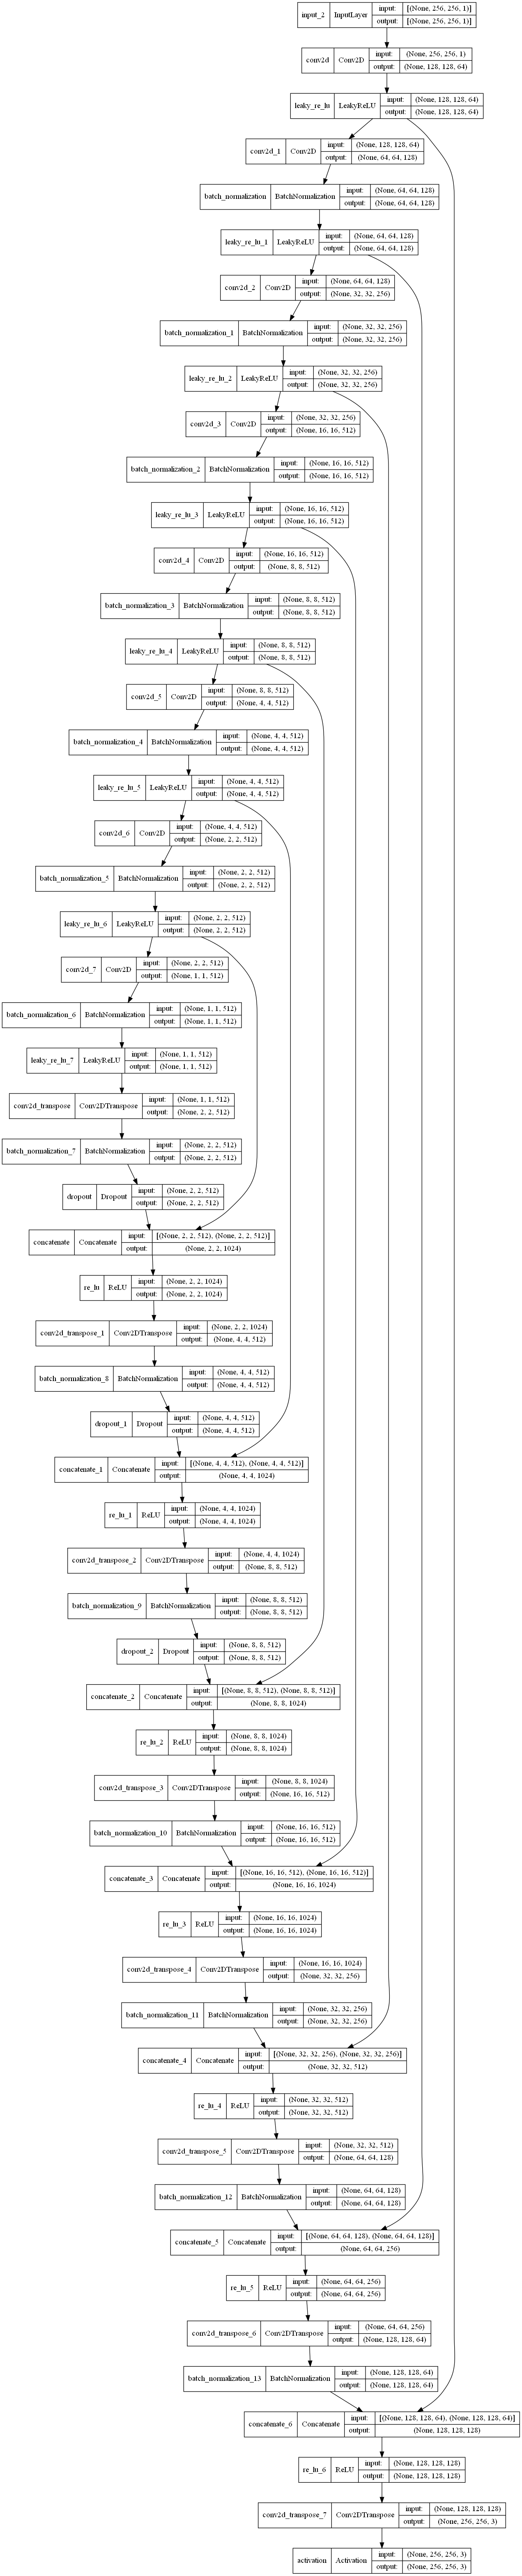 input_2 InputLayer input: [(None, 256, 256, 1)]
output: [(None, 256, 256, 1)]
conv2d Conv2D input: (None, 256, 256, 1)
output: (None, 128, 128, 64)
leaky_re_lu LeakyReLU input: (None, 128, 128, 64)
output: (None, 128, 128, 64)
conv2d_1 Conv2D input: (None, 128, 128, 64)
output: (None, 64, 64, 128)
batch_normalization BatchNormalization input: (None, 64, 64, 128)
output: (None, 64, 64, 128)
leaky_re_lu_1 LeakyReLU input: (None, 64, 64, 128)
output: (None, 64, 64, 128)
conv2d_2 Conv2D input: (None, 64, 64, 128)
output: (None, 32, 32, 256)
batch_normalization_1 BatchNormalization input: (None, 32, 32, 256)
output: (None, 32, 32, 256)
leaky_re_lu_2 LeakyReLU input: (None, 32, 32, 256)
output: (None, 32, 32, 256)
conv2d_3 Conv2D input: (None, 32, 32, 256)
output: (None, 16, 16, 512)
batch_normalization_2 BatchNormalization input: (None, 16, 16, 512)
output: (None, 16, 16, 512)
leaky_re_lu_3 LeakyReLU input: (None, 16, 16, 512)
output: (None, 16, 16, 512)
conv2d_4 Conv2D input: (None, 16, 16, 512)
output: (None, 8, 8, 512)
batch_normalization_3 BatchNormalization input: (None, 8, 8, 512)
output: (None, 8, 8, 512)
leaky_re_lu_4 LeakyReLU input: (None, 8, 8, 512)
output: (None, 8, 8, 512)
conv2d_5 Conv2D input: (None, 8, 8, 512)
output: (None, 4, 4, 512)
batch_normalization_4 BatchNormalization input: (None, 4, 4, 512)
output: (None, 4, 4, 512)
leaky_re_lu_5 LeakyReLU input: (None, 4, 4, 512)
output: (None, 4, 4, 512)
conv2d_6 Conv2D input: (None, 4, 4, 512)
output: (None, 2, 2, 512)
batch_normalization_5 BatchNormalization input: (None, 2, 2, 512)
output: (None, 2, 2, 512)
leaky_re_lu_6 LeakyReLU input: (None, 2, 2, 512)
output: (None, 2, 2, 512)
conv2d_7 Conv2D input: (None, 2, 2, 512)
output: (None, 1, 1, 512)
batch_normalization_6 BatchNormalization input: (None, 1, 1, 512)
output: (None, 1, 1, 512)
leaky_re_lu_7 LeakyReLU input: (None, 1, 1, 512)
output: (None, 1, 1, 512)
conv2d_transpose Conv2DTranspose input: (None, 1, 1, 512)
output: (None, 2, 2, 512)
batch_normalization_7 BatchNormalization input: (None, 2, 2, 512)
output: (None, 2, 2, 512)
dropout Dropout input: (None, 2, 2, 512)
output: (None, 2, 2, 512)
concatenate Concatenate input: [(None, 2, 2, 512), (None, 2, 2, 512)]
output: (None, 2, 2, 1024)
re_lu ReLU input: (None, 2, 2, 1024)
output: (None, 2, 2, 1024)
conv2d_transpose_1 Conv2DTranspose input: (None, 2, 2, 1024)
output: (None, 4, 4, 512)
batch_normalization_8 BatchNormalization input: (None, 4, 4, 512)
output: (None, 4, 4, 512)
dropout_1 Dropout input: (None, 4, 4, 512)
output: (None, 4, 4, 512)
concatenate_1 Concatenate input: [(None, 4, 4, 512), (None, 4, 4, 512)]
output: (None, 4, 4, 1024)
re_lu_1 ReLU input: (None, 4, 4, 1024)
output: (None, 4, 4, 1024)
conv2d_transpose_2 Conv2DTranspose input: (None, 4, 4, 1024)
output: (None, 8, 8, 512)
batch_normalization_9 BatchNormalization input: (None, 8, 8, 512)
output: (None, 8, 8, 512)
dropout_2 Dropout input: (None, 8, 8, 512)
output: (None, 8, 8, 512)
concatenate_2 Concatenate input: [(None, 8, 8, 512), (None, 8, 8, 512)]
output: (None, 8, 8, 1024)
re_lu_2 ReLU input: (None, 8, 8, 1024)
output: (None, 8, 8, 1024)
conv2d_transpose_3 Conv2DTranspose input: (None, 8, 8, 1024)
output: (None, 16, 16, 512)
batch_normalization_10 BatchNormalization input: (None, 16, 16, 512)
output: (None, 16, 16, 512)
concatenate_3 Concatenate input: [(None, 16, 16, 512), (None, 16, 16, 512)]
output: (None, 16, 16, 1024)
re_lu_3 ReLU input: (None, 16, 16, 1024)
output: (None, 16, 16, 1024)
conv2d_transpose_4 Conv2DTranspose input: (None, 16, 16, 1024)
output: (None, 32, 32, 256)
batch_normalization_11 BatchNormalization input: (None, 32, 32, 256)
output: (None, 32, 32, 256)
concatenate_4 Concatenate input: [(None, 32, 32, 256), (None, 32, 32, 256)]
output: (None, 32, 32, 512)
re_lu_4 ReLU input: (None, 32, 32, 512)
output: (None, 32, 32, 512)
conv2d_transpose_5 Conv2DTranspose input: (None, 32, 32, 512)
output: (None, 64, 64, 128)
batch_normalization_12 BatchNormalization input: (None, 64, 64, 128)
output: (None, 64, 64, 128)
concatenate_5 Concatenate input: [(None, 64, 64, 128), (None, 64, 64, 128)]
output: (None, 64, 64, 256)
re_lu_5 ReLU input: (None, 64, 64, 256)
output: (None, 64, 64, 256)
conv2d_transpose_6 Conv2DTranspose input: (None, 64, 64, 256)
output: (None, 128, 128, 64)
batch_normalization_13 BatchNormalization input: (None, 128, 128, 64)
output: (None, 128, 128, 64)
concatenate_6 Concatenate input: [(None, 128, 128, 64), (None, 128, 128, 64)]
output: (None, 128, 128, 128)
re_lu_6 ReLU input: (None, 128, 128, 128)
output: (None, 128, 128, 128)
conv2d_transpose_7 Conv2DTranspose input: (None, 128, 128, 128)
output: (None, 256, 256, 3)
activation Activation input: (None, 256, 256, 3)
output: (None, 256, 256, 3)